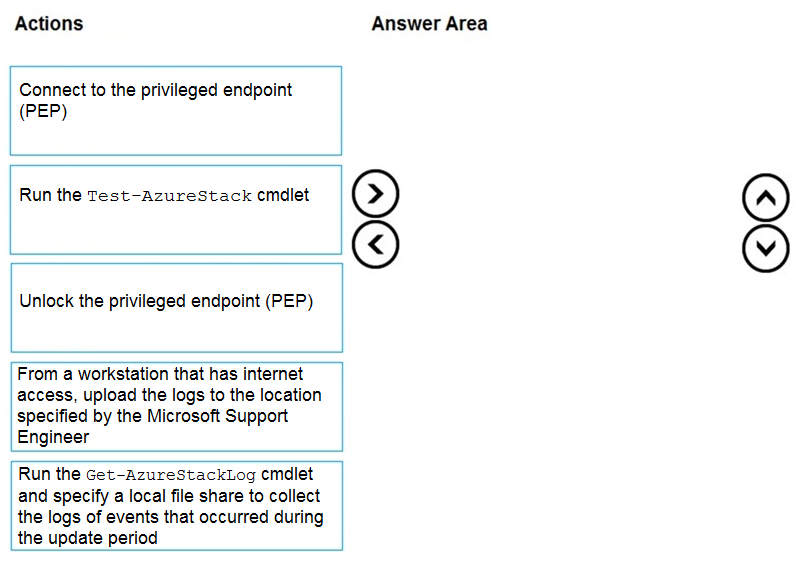 Actions
Answer Area
Connect to the privileged endpoint
(PEP)
Run the Test-AzureStack cmdlet
Unlock the privileged endpoint (PEP)
From a workstation that has internet
access, upload the logs to the location
specified by the Microsoft Support
Engineer
Run the Get-AzureStackLog cmdlet
and specify a local file share to collect
the logs of events that occurred during
the update period